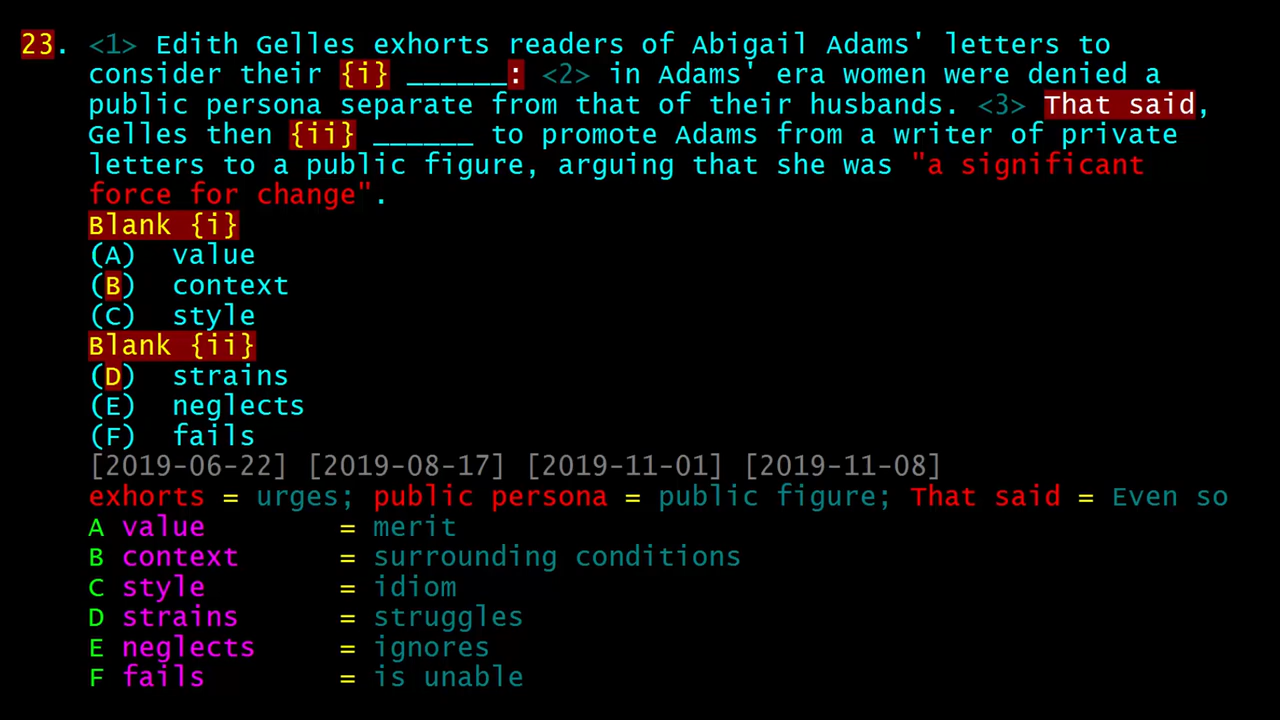 23. <1> Edith Gelles exhorts readers of Abigail Adams' letters to
consider their {i} ______: <2> in Adams' era women were denied a
public persona separate from that of their husbands. <3> That said,
Gelles then {ii} ______ to promote Adams from a writer of private
letters to a public figure, arguing that she was "a significant
force for change".
Blank {i}
(A) value
(B) context
(C) style
Blank {ii}
(D) strains
(E) neglects
(F) fails
[2019-06-22] [2019-08-17] [2019-11-01] [2019-11-08]
exhorts = urges; public persona = public figure; That said = Even so
A value = merit
B context = surrounding conditions
C style = idiom
D strains = struggles
E neglects = ignores
F fails = is unable